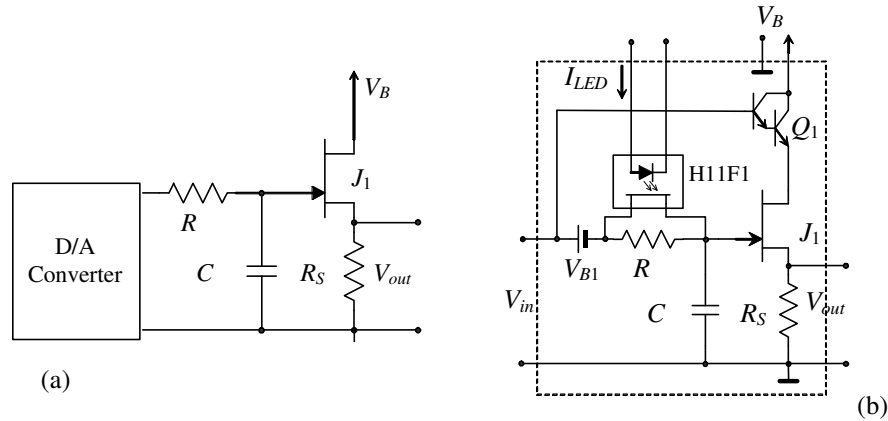 V_B
J_1
R
D/A
Converter
C
R_S
V_out
(a)
V_B
I_LED
Q_1
H11F1
J_1
V_B1
R
V_in
C
R_S
V_out
(b)